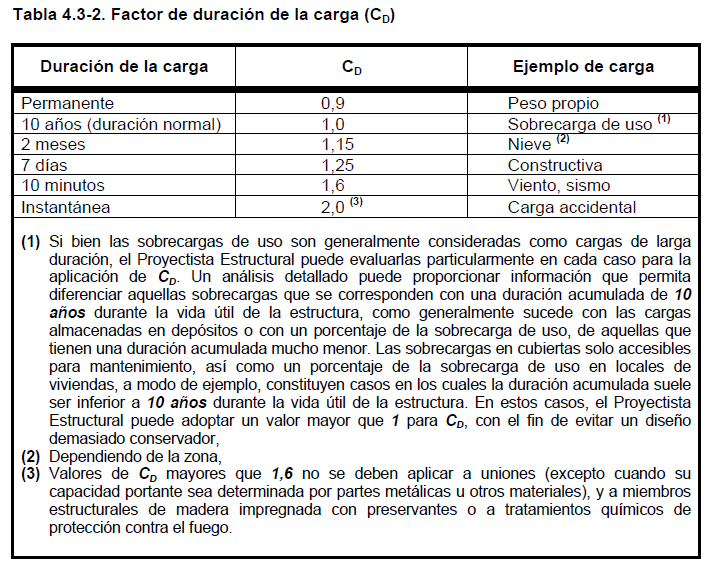 Tabla 4.3-2. Factor de duración de la carga (CD)
Duración de la carga CD Ejemplo de carga
Permanente 0,9 Peso propio
10 años (duración normal) 1,0 Sobrecarga de uso (1)
2 meses 1,15 Nieve (2)
7 días 1,25 Constructiva
10 minutos 1,6 Viento, sismo
Instantánea 2,0 (3) Carga accidental
(1) Si bien las sobrecargas de uso son generalmente consideradas como cargas de larga
duración, el Proyectista Estructural puede evaluarlas particularmente en cada caso para la
aplicación de CD. Un análisis detallado puede proporcionar información que permita
diferenciar aquellas sobrecargas que se corresponden con una duración acumulada de 10
años durante la vida útil de la estructura, como generalmente sucede con las cargas
almacenadas en depósitos o con un porcentaje de la sobrecarga de uso, de aquellas que
tienen una duración acumulada mucho menor. Las sobrecargas en cubiertas solo accesibles
para mantenimiento, así como un porcentaje de la sobrecarga de uso en locales de
viviendas, a modo de ejemplo, constituyen casos en los cuales la duración acumulada suele
ser inferior a 10 años durante la vida útil de la estructura. En estos casos, el Proyectista
Estructural puede adoptar un valor mayor que 1 para CD, con el fin de evitar un diseño
demasiado conservador,
(2) Dependiendo de la zona,
(3) Valores de CD mayores que 1,6 no se deben aplicar a uniones (excepto cuando su
capacidad portante sea determinada por partes metálicas u otros materiales), y a miembros
estructurales de madera impregnada con preservantes o a tratamientos químicos de
protección contra el fuego.